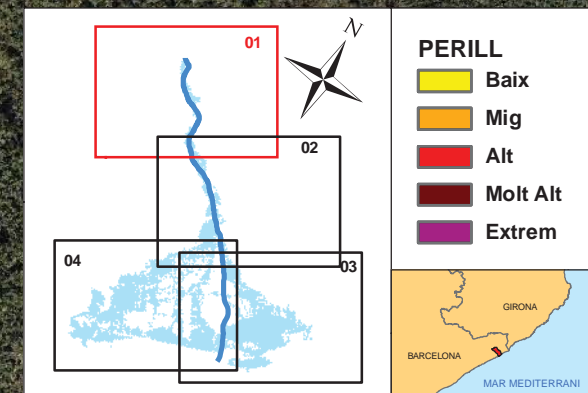 01
N
02
03
04
PERILL
Baix
Mig
Alt
Molt Alt
Extrem
GIRONA
BARCELONA
MAR MEDITERRANI